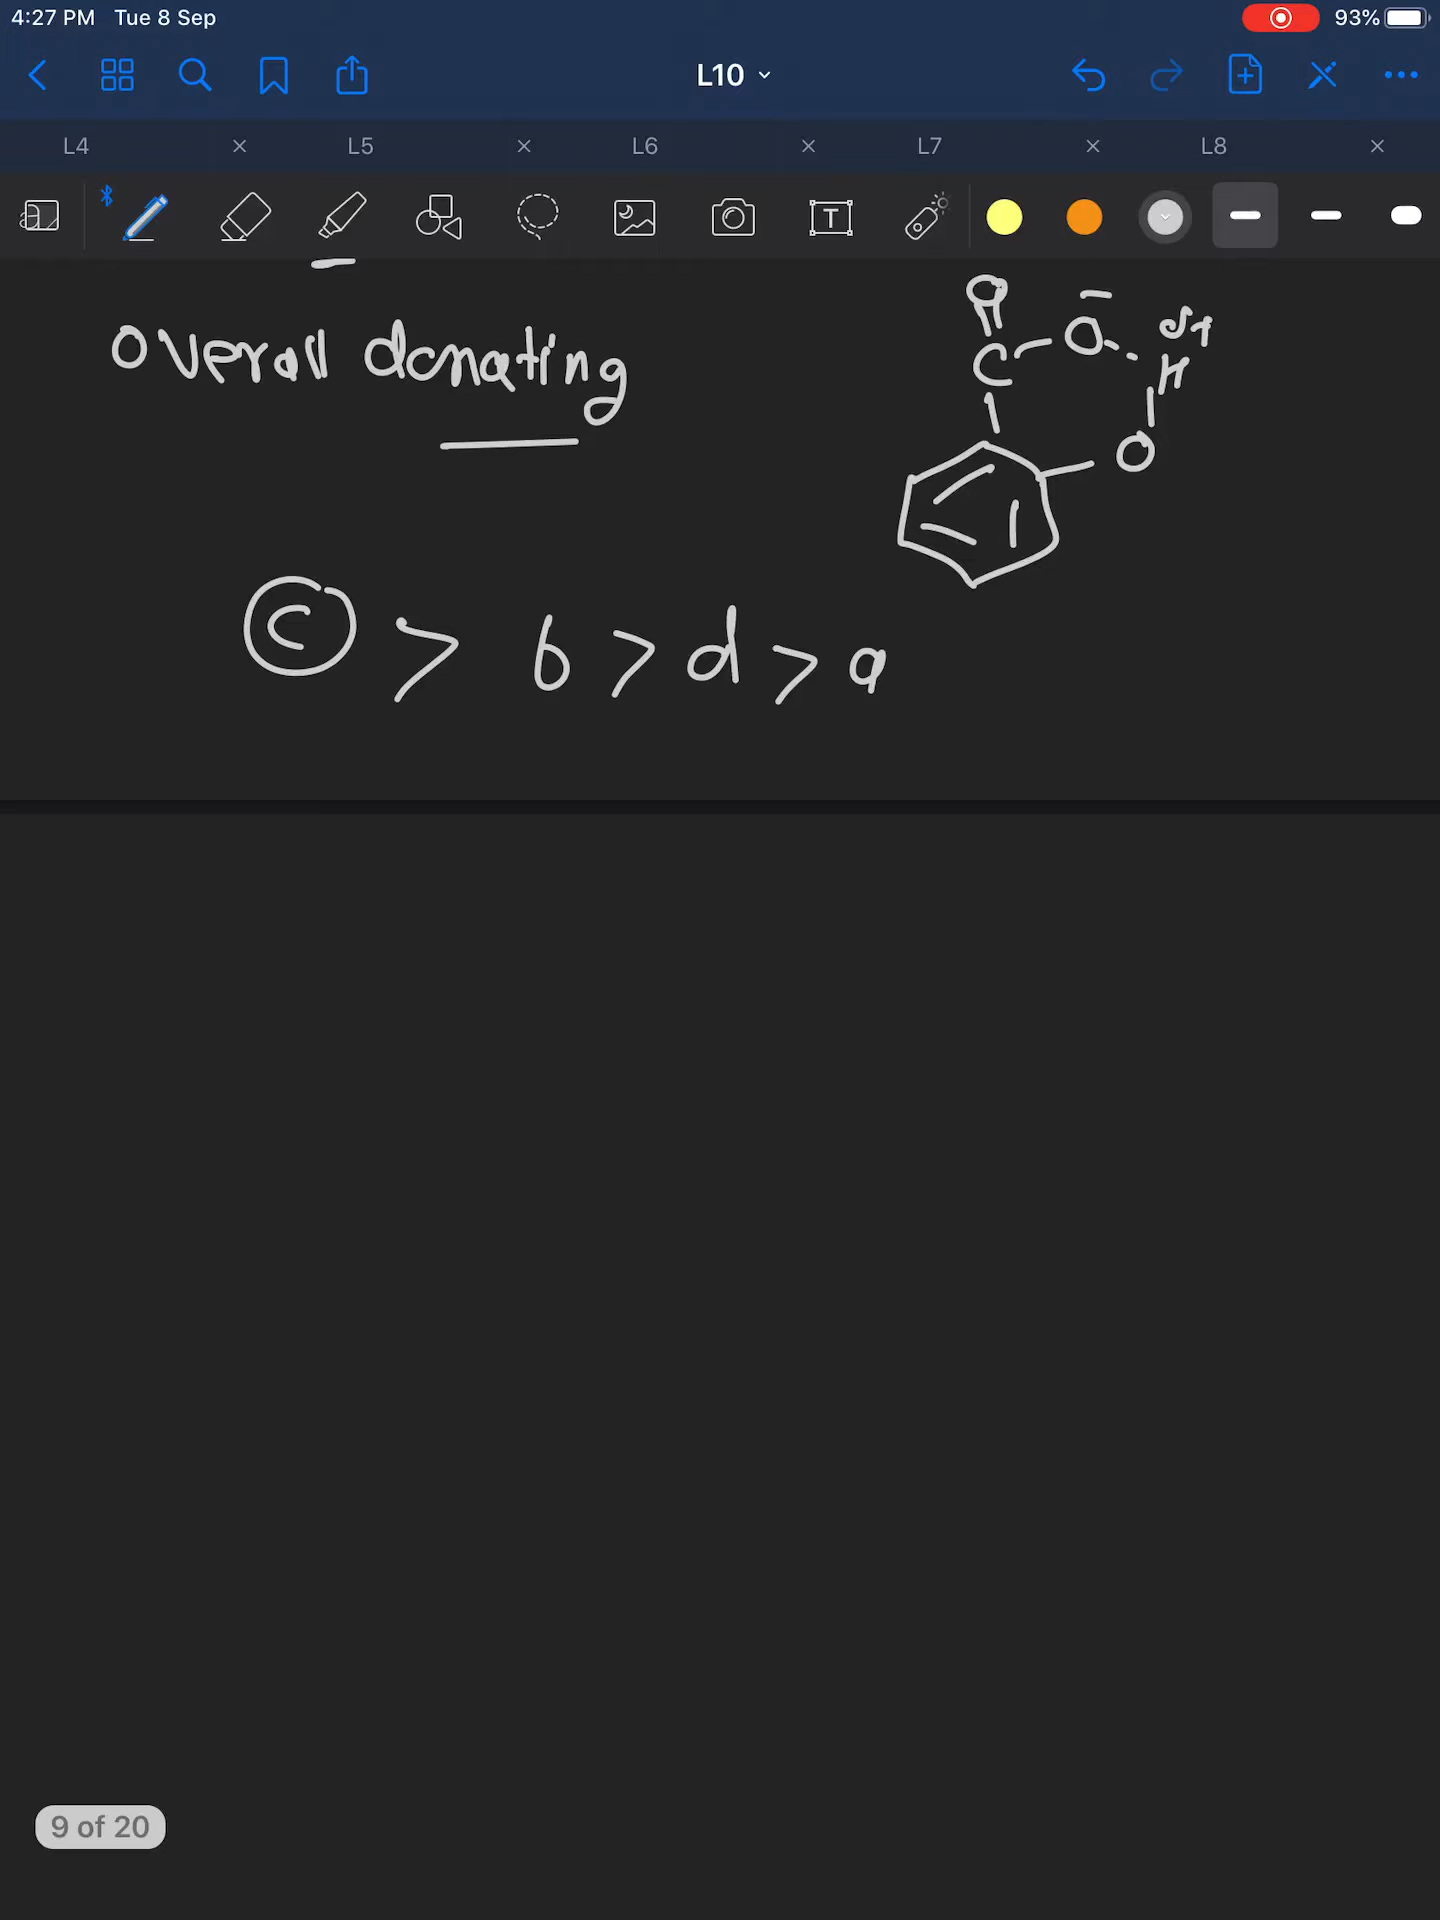 4:27 PM Tue 8 Sep 93%
L10
L4 × L5 × L6 × L7 × L8 ×
a T
O
Overall donating
C - O δ+
H
O
C > b > d > a
9 of 20